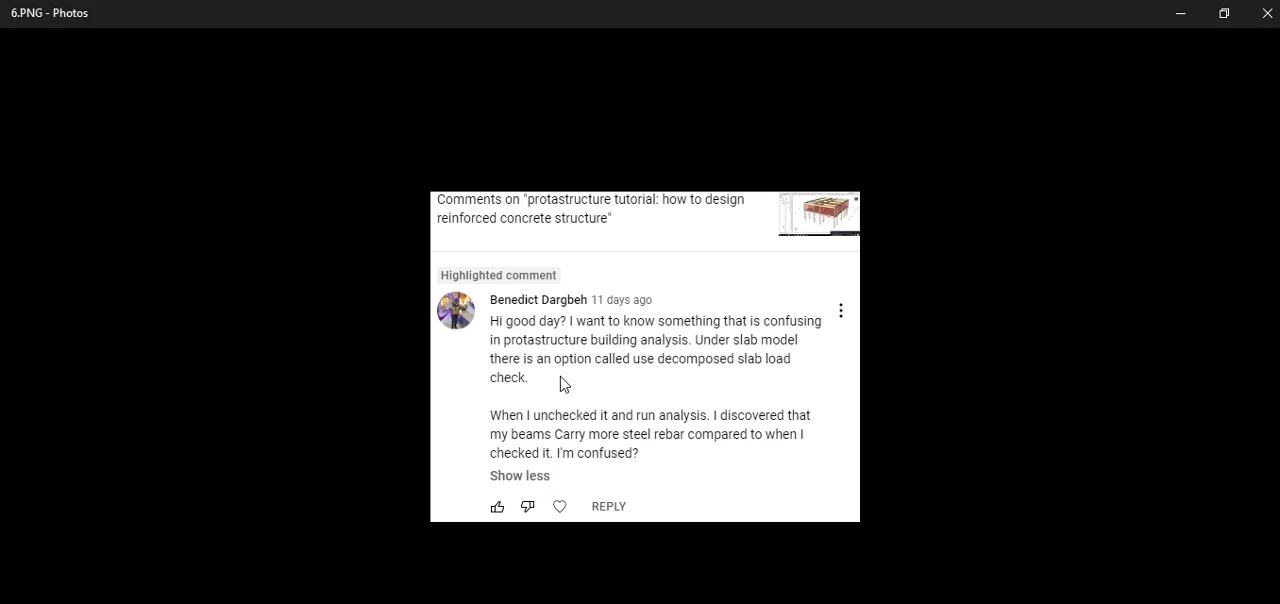 6.PNG - Photos
Comments on "protastructure tutorial: how to design
reinforced concrete structure"
Highlighted comment
Benedict Dargbeh 11 days ago
Hi good day? I want to know something that is confusing
in protastructure building analysis. Under slab model
there is an option called use decomposed slab load
check.
When I unchecked it and run analysis. I discovered that
my beams Carry more steel rebar compared to when I
checked it. I'm confused?
Show less
REPLY